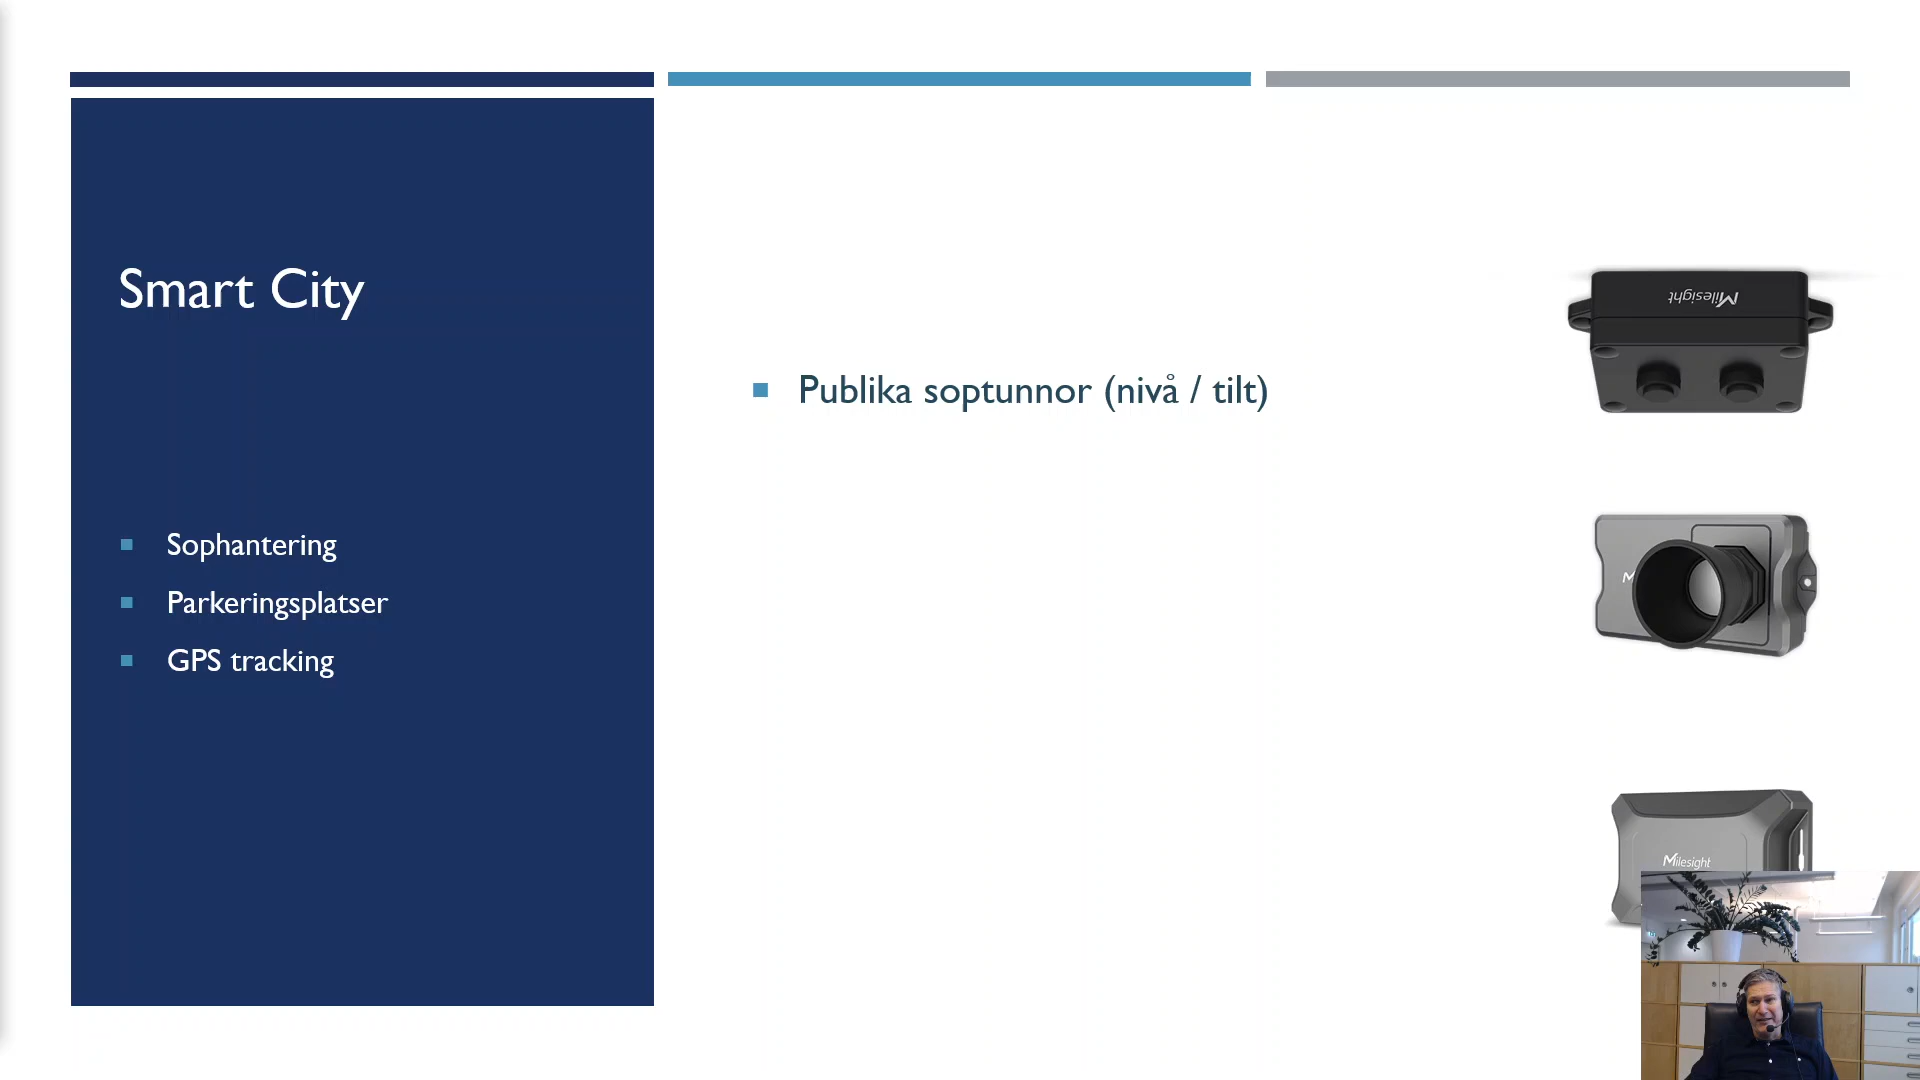 Smart City
Sophantering
Parkeringsplatser
GPS tracking
Publika soptunnor (nivå / tilt)
Milesight
M
Milesight